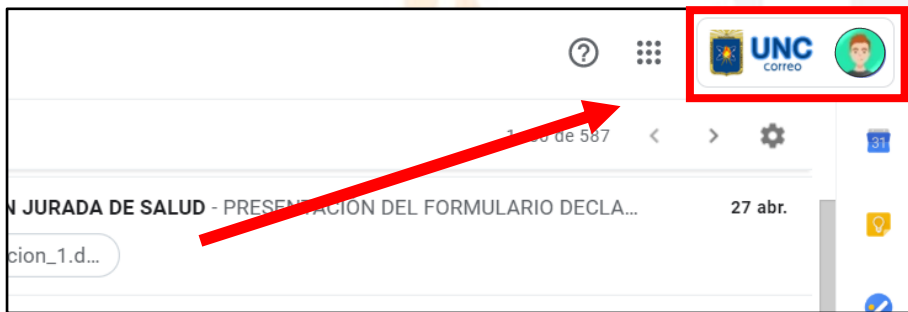 UNC
correo
de 587
31
N JURADA DE SALUD - PRESENTACION DEL FORMULARIO DECLA... 27 abr.
cion_1.d...